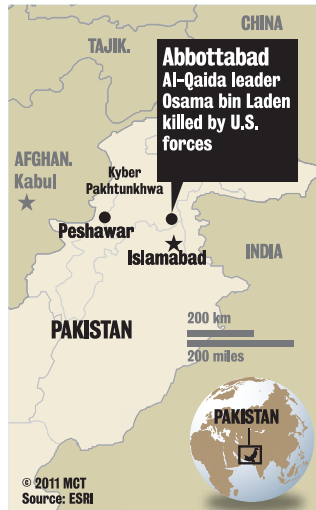 CHINA
TAJIK.
Abbottabad
Al-Qaida leader
Osama bin Laden
killed by U.S.
forces
AFGHAN.
Kabul
Kyber
Pakhtunkhwa
Peshawar
Islamabad
INDIA
PAKISTAN
200 km
200 miles
PAKISTAN
© 2011 MCT
Source: ESRI